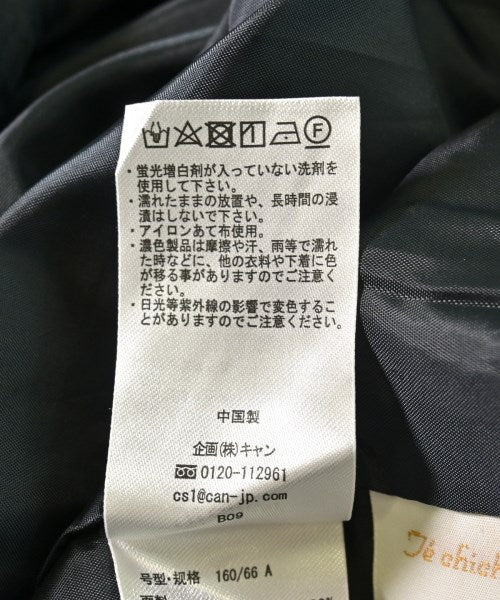 ・蛍光増白剤が入っていない洗剤を
使用して下さい。
・濡れたままの放置や、長時間の浸
漬はしないで下さい。
・アイロンあて布使用。
・濃色製品は摩擦や汗、雨等で濡れ
た時などに、他の衣料や下着に色
が移る事がありますのでご注意く
ださい。
・日光等紫外線の影響で変色するこ
とがありますのでご注意ください。
中国製
企画(株)キャン
0120-112961
cs1@can-jp.com
B09
号型·规格 160/66 A
Té chich